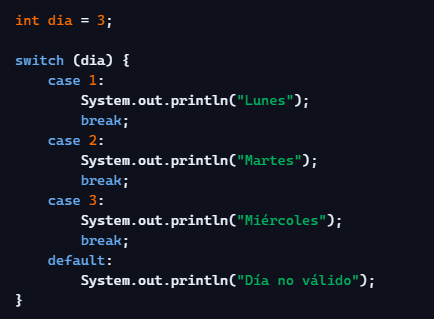 int dia = 3;
switch (dia) {
    case 1:
        System.out.println("Lunes");
        break;
    case 2:
        System.out.println("Martes");
        break;
    case 3:
        System.out.println("Miércoles");
        break;
    default:
        System.out.println("Día no válido");
}